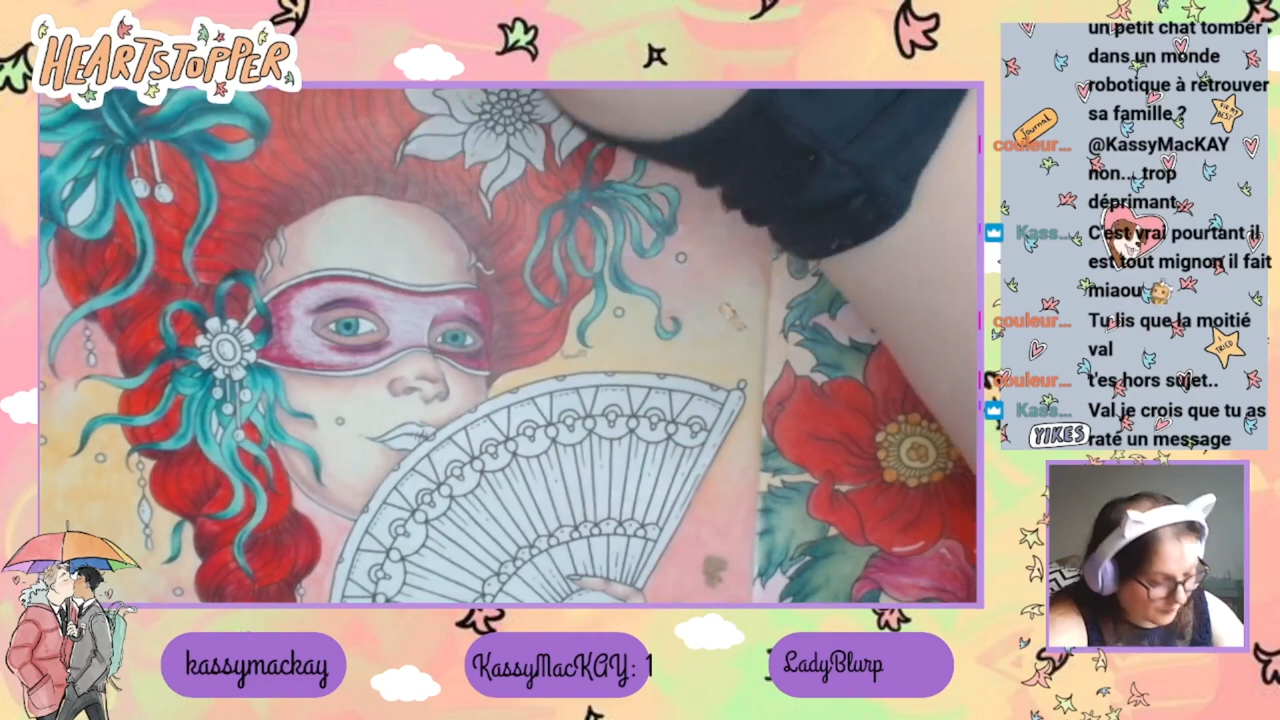 HEARTSTOPPER
un petit chat tomber
dans un monde
robotique à retrouver
sa famille ?
Journal
couleur... @KassyMacKAY
non... trop
déprimant
Kass... C'est vrai pourtant il
est tout mignon il fait
miaou
couleur... Tu lis que la moitié
val
TRIED
couleur... t'es hors sujet..
Kass... Val je crois que tu as
raté un message
YIKES
kassymackay
KassyMacKAY: 1
LadyBlurp